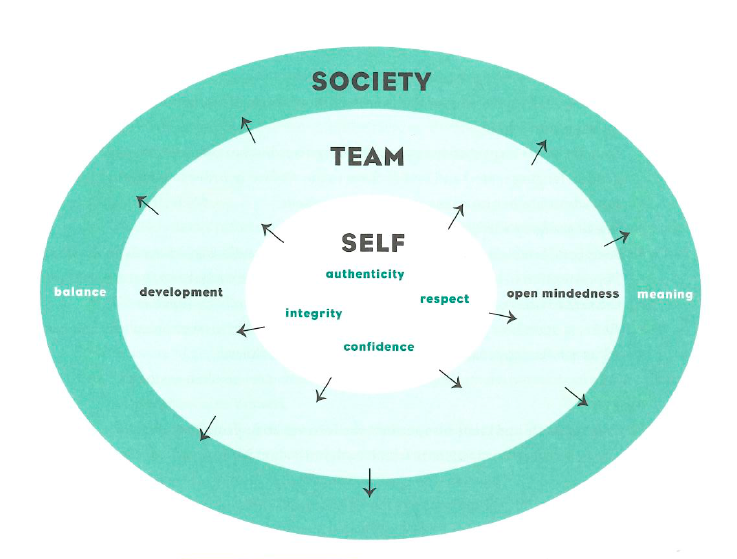 SOCIETY
TEAM
SELF
authenticity
balance
development
integrity
respect
open mindedness
meaning
confidence